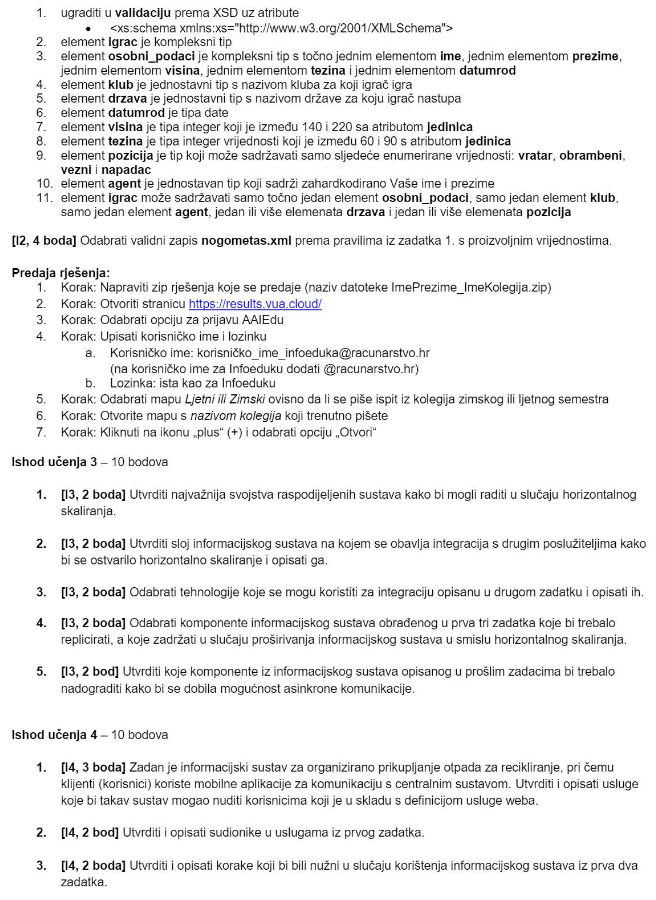 1. ugraditi u validaciju prema XSD uz atribute
• <xs:schema xmlns:xs="http://www.w3.org/2001/XMLSchema">
2. element igrac je kompleksni tip
3. element osobni_podaci je kompleksni tip s točno jednim elementom ime, jednim elementom prezime,
jednim elementom visina, jednim elementom tezina i jednim elementom datumrod
4. element klub je jednostavni tip s nazivom kluba za koji igrač igra
5. element drzava je jednostavni tip s nazivom države za koju igrač nastupa
6. element datumrod je tipa date
7. element visina je tipa integer koji je između 140 i 220 sa atributom jedinica
8. element tezina je tipa integer vrijednosti koji je između 60 i 90 s atributom jedinica
9. element pozicija je tip koji može sadržavati samo sljedeće enumerirane vrijednosti: vratar, obrambeni,
vezni i napadac
10. element agent je jednostavan tip koji sadrži zahardkodirano Vaše ime i prezime
11. element igrac može sadržavati samo točno jedan element osobni_podaci, samo jedan element klub,
samo jedan element agent, jedan ili više elemenata drzava i jedan ili više elemenata pozicija
[I2, 4 boda] Odabrati validni zapis nogometas.xml prema pravilima iz zadatka 1. s proizvoljnim vrijednostima.
Predaja rješenja:
1. Korak: Napraviti zip rješenja koje se predaje (naziv datoteke ImePrezime_ImeKolegija.zip)
2. Korak: Otvoriti stranicu https://results.vua.cloud/
3. Korak: Odabrati opciju za prijavu AAIEdu
4. Korak: Upisati korisničko ime i lozinku
a. Korisničko ime: korisničko_ime_infoeduka@racunarstvo.hr
(na korisničko ime za Infoeduku dodati @racunarstvo.hr)
b. Lozinka: ista kao za Infoeduku
5. Korak: Odabrati mapu Ljetni ili Zimski ovisno da li se piše ispit iz kolegija zimskog ili ljetnog semestra
6. Korak: Otvorite mapu s nazivom kolegija koji trenutno pišete
7. Korak: Kliknuti na ikonu „plus“ (+) i odabrati opciju „Otvori“
Ishod učenja 3 – 10 bodova
1. [I3, 2 boda] Utvrditi najvažnija svojstva raspodijeljenih sustava kako bi mogli raditi u slučaju horizontalnog
skaliranja.
2. [I3, 2 boda] Utvrditi sloj informacijskog sustava na kojem se obavlja integracija s drugim poslužiteljima kako
bi se ostvarilo horizontalno skaliranje i opisati ga.
3. [I3, 2 boda] Odabrati tehnologije koje se mogu koristiti za integraciju opisanu u drugom zadatku i opisati ih.
4. [I3, 2 boda] Odabrati komponente informacijskog sustava obrađenog u prva tri zadatka koje bi trebalo
replicirati, a koje zadržati u slučaju proširivanja informacijskog sustava u smislu horizontalnog skaliranja.
5. [I3, 2 bod] Utvrditi koje komponente iz informacijskog sustava opisanog u prošlim zadacima bi trebalo
nadograditi kako bi se dobila mogućnost asinkrone komunikacije.
Ishod učenja 4 – 10 bodova
1. [I4, 3 boda] Zadan je informacijski sustav za organizirano prikupljanje otpada za recikliranje, pri čemu
klijenti (korisnici) koriste mobilne aplikacije za komunikaciju s centralnim sustavom. Utvrditi i opisati usluge
koje bi takav sustav mogao nuditi korisnicima koji je u skladu s definicijom usluge weba.
2. [I4, 2 bod] Utvrditi i opisati sudionike u uslugama iz prvog zadatka.
3. [I4, 2 boda] Utvrditi i opisati korake koji bi bili nužni u slučaju korištenja informacijskog sustava iz prva dva
zadatka.